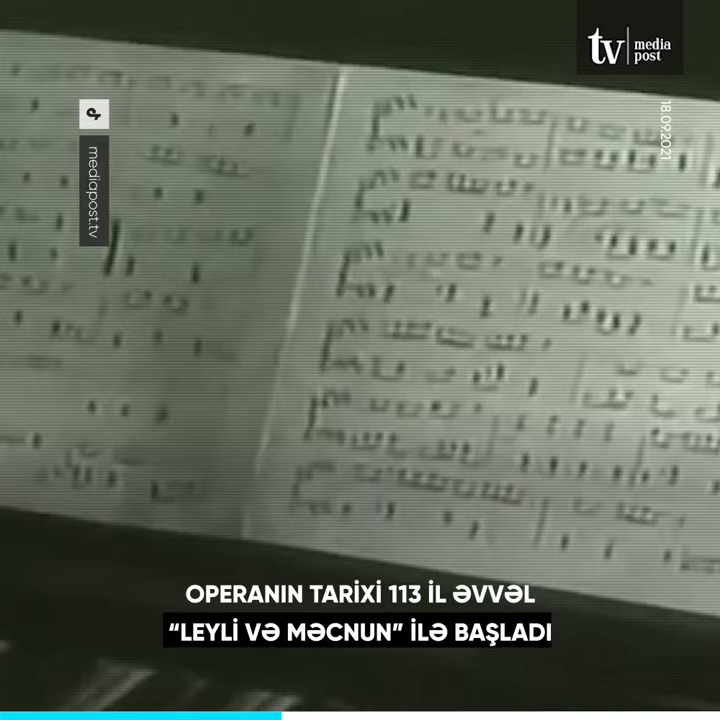 tv media
post
18.09.2021
mediapost.tv
OPERANIN TARİXİ 113 İL ƏVVƏL
“LEYLİ VƏ MƏCNUN” İLƏ BAŞLADI